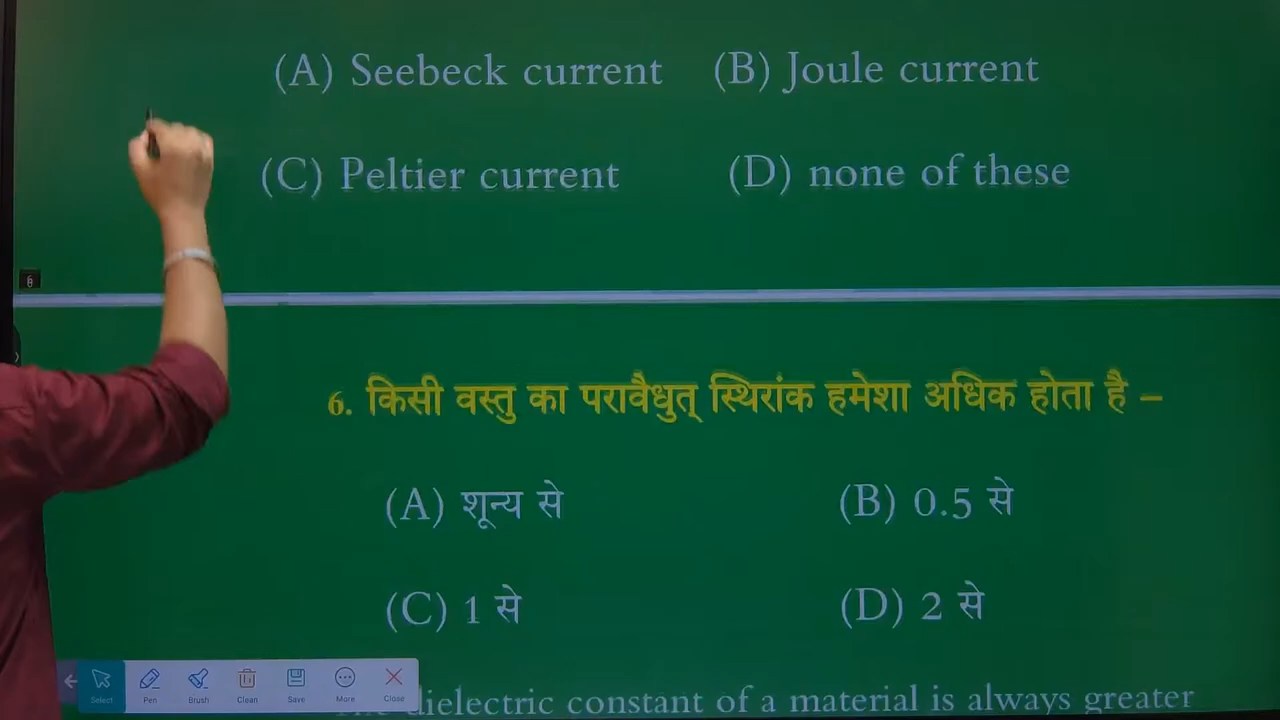 (A) Seebeck current (B) Joule current
(C) Peltier current (D) none of these
6
6. किसी वस्तु का परावैधुत् स्थिरांक हमेशा अधिक होता है –
(A) शून्य से (B) 0.5 से
(C) 1 से (D) 2 से
dielectric constant of a material is always greater
Select Pen Brush Clean Save More Close